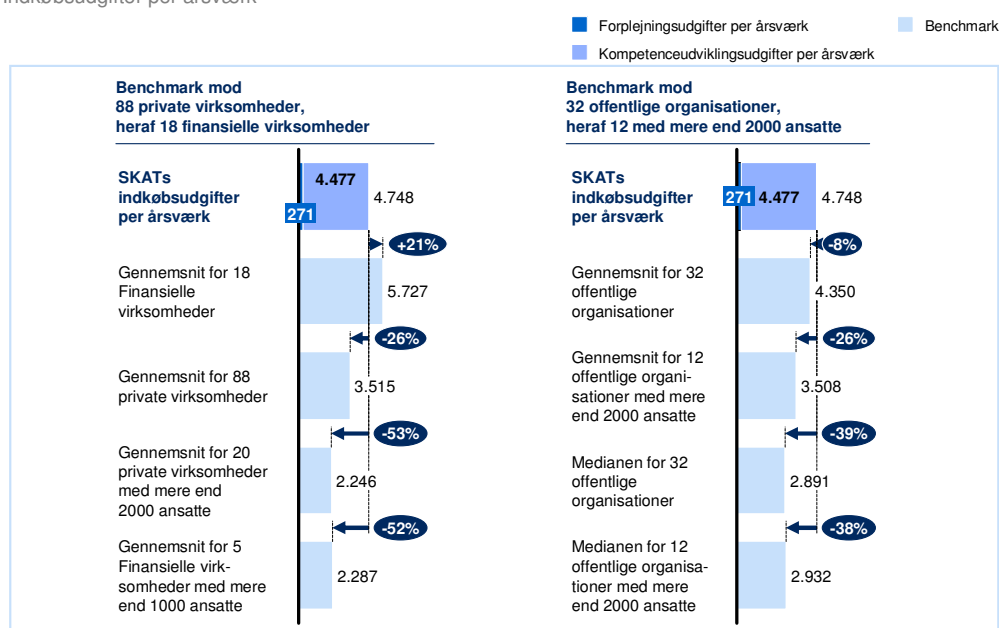 Indkøbsudgifter per årsværk
Forplejningsudgifter per årsværk
Benchmark
Kompetenceudviklingsudgifter per årsværk
Benchmark mod
88 private virksomheder,
heraf 18 finansielle virksomheder
SKATs
indkøbsudgifter
per årsværk
4.477
271
4.748
+21%
Gennemsnit for 18
Finansielle
virksomheder
5.727
-26%
Gennemsnit for 88
private virksomheder
3.515
-53%
Gennemsnit for 20
private virksomheder
med mere end
2000 ansatte
2.246
-52%
Gennemsnit for 5
Finansielle virk-
somheder med mere
end 1000 ansatte
2.287
Benchmark mod
32 offentlige organisationer,
heraf 12 med mere end 2000 ansatte
SKATs
indkøbsudgifter
per årsværk
271
4.477
4.748
-8%
Gennemsnit for 32
offentlige
organisationer
4.350
-26%
Gennemsnit for 12
offentlige organi-
sationer med mere
end 2000 ansatte
3.508
-39%
Medianen for 32
offentlige
organisationer
2.891
-38%
Medianen for 12
offentlige organisa-
tioner med mere
end 2000 ansatte
2.932